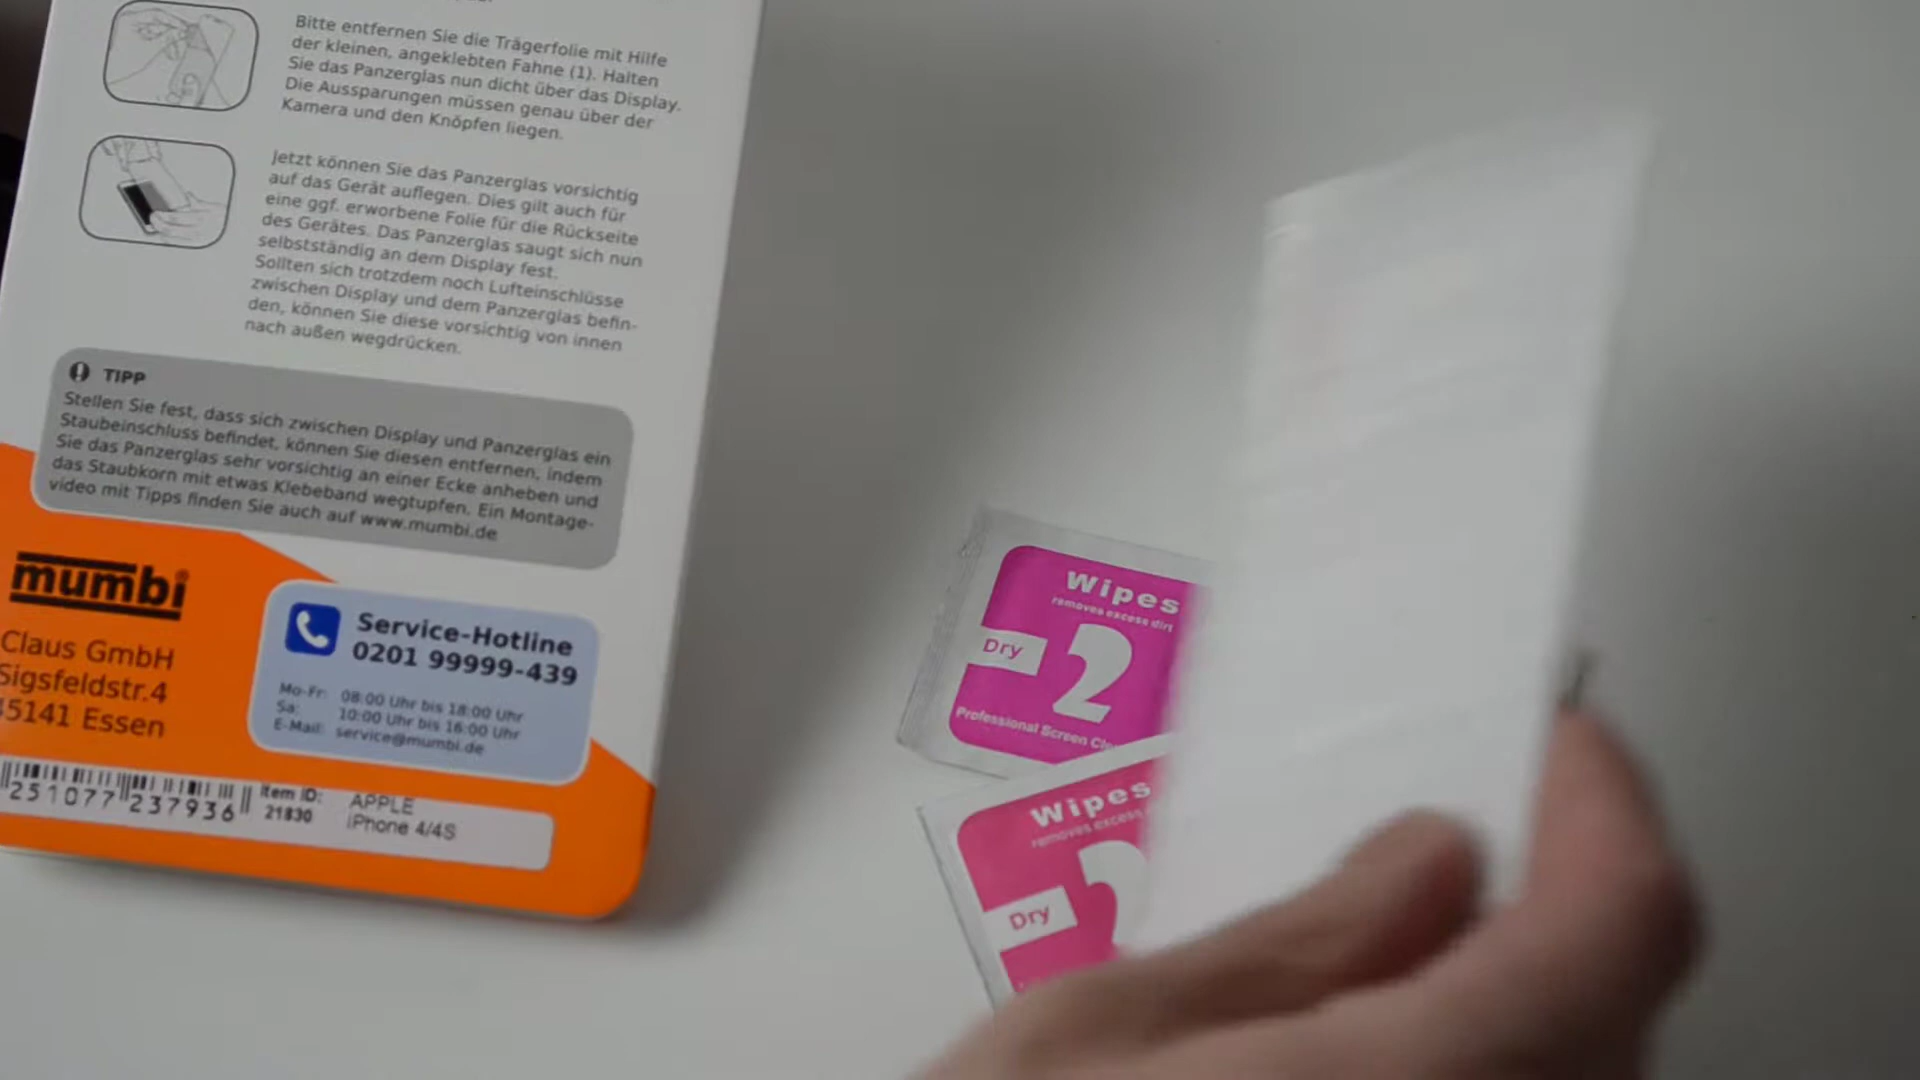 Bitte entfernen Sie die Trägerfolie mit Hilfe
der kleinen, angeklebten Fahne (1). Halten
Sie das Panzerglas nun dicht über das Display.
Die Aussparungen müssen genau über der
Kamera und den Knöpfen liegen.
Jetzt können Sie das Panzerglas vorsichtig
auf das Gerät auflegen. Dies gilt auch für
eine ggf. erworbene Folie für die Rückseite
des Gerätes. Das Panzerglas saugt sich nun
selbstständig an dem Display fest.
Sollten sich trotzdem noch Lufteinschlüsse
zwischen Display und dem Panzerglas befin-
den, können Sie diese vorsichtig von innen
nach außen wegdrücken.
TIPP
Stellen Sie fest, dass sich zwischen Display und Panzerglas ein
Staubeinschluss befindet, können Sie diesen entfernen, indem
Sie das Panzerglas sehr vorsichtig an einer Ecke anheben und
das Staubkorn mit etwas Klebeband wegtupfen. Ein Montage-
video mit Tipps finden Sie auch auf www.mumbi.de
mumbi®
Claus GmbH
Sigsfeldstr.4
45141 Essen
Service-Hotline
0201 99999-439
Mo-Fr: 08:00 Uhr bis 18:00 Uhr
Sa: 10:00 Uhr bis 16:00 Uhr
E-Mail: service@mumbi.de
251077 237936
Item ID:
21830
APPLE
iPhone 4/4S
Wipes
removes excess dirt
Dry
2
Professional Screen Cle
Wipes
removes excess
Dry
2